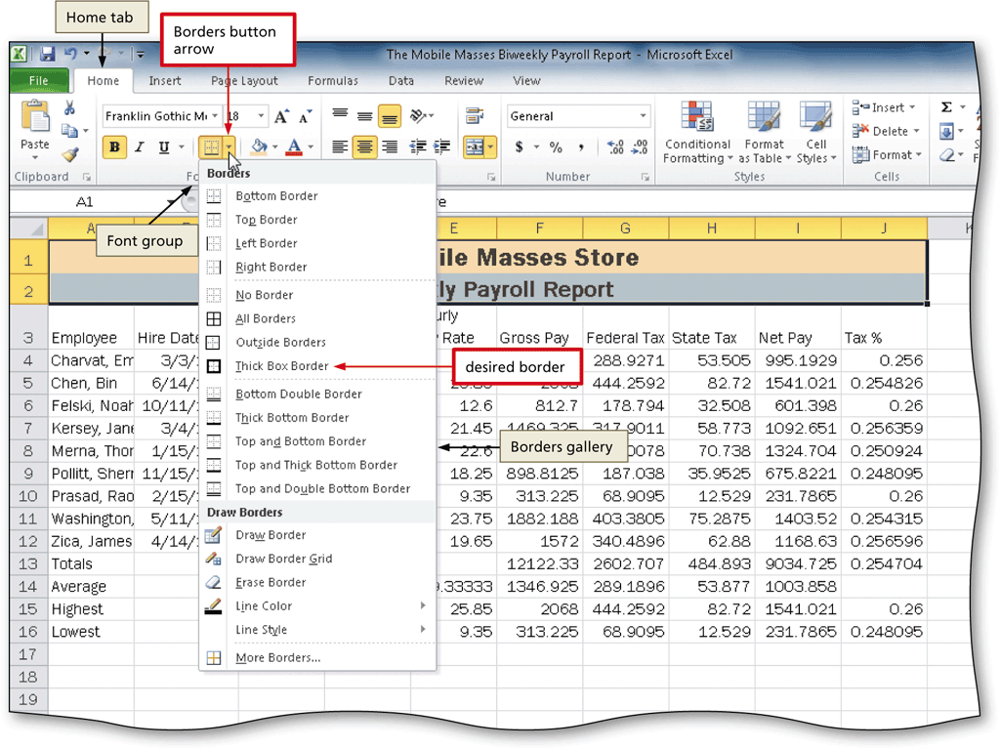 Home tab
Borders button
arrow
The Mobile Masses Biweekly Payroll Report - Microsoft Excel
File Home Insert Page Layout Formulas Data Review View
Franklin Gothic M 18 A A General Insert Σ
Paste B I U A $ % , .00 Conditional Format Cell Delete
Formatting as Table Styles Format
Clipboard Number Styles Cells
A1
Font group
Borders
Bottom Border
Top Border
Left Border
Right Border
No Border
All Borders
Outside Borders
Thick Box Border
Bottom Double Border
Thick Bottom Border
Top and Bottom Border
Top and Thick Bottom Border
Top and Double Bottom Border
Draw Borders
Draw Border
Draw Border Grid
Erase Border
Line Color
Line Style
More Borders...
desired border
Borders gallery
A E F G H I J K
1 ile Masses Store
2 ly Payroll Report
urly
3 Employee Hire Date Rate Gross Pay Federal Tax State Tax Net Pay Tax %
4 Charvat, Em 3/3/ 288.9271 53.505 995.1929 0.256
5 Chen, Bin 6/14/ 2068 444.2592 82.72 1541.021 0.254826
6 Felski, Noah 10/11/ 12.6 812.7 178.794 32.508 601.398 0.26
7 Kersey, Jane 3/4/ 21.45 1469.325 317.9011 58.773 1092.651 0.256359
8 Merna, Thor 1/15/ 22.6 0078 70.738 1324.704 0.250924
9 Pollitt, Sherr 11/15/ 18.25 898.8125 187.038 35.9525 675.8221 0.248095
10 Prasad, Rao 2/15/ 9.35 313.225 68.9095 12.529 231.7865 0.26
11 Washington, 5/11/ 23.75 1882.188 403.3805 75.2875 1403.52 0.254315
12 Zica, James 4/14/ 19.65 1572 340.4896 62.88 1168.63 0.256596
13 Totals 12122.33 2602.707 484.893 9034.725 0.254704
14 Average 9.33333 1346.925 289.1896 53.877 1003.858
15 Highest 25.85 2068 444.2592 82.72 1541.021 0.26
16 Lowest 9.35 313.225 68.9095 12.529 231.7865 0.248095
17
18
19